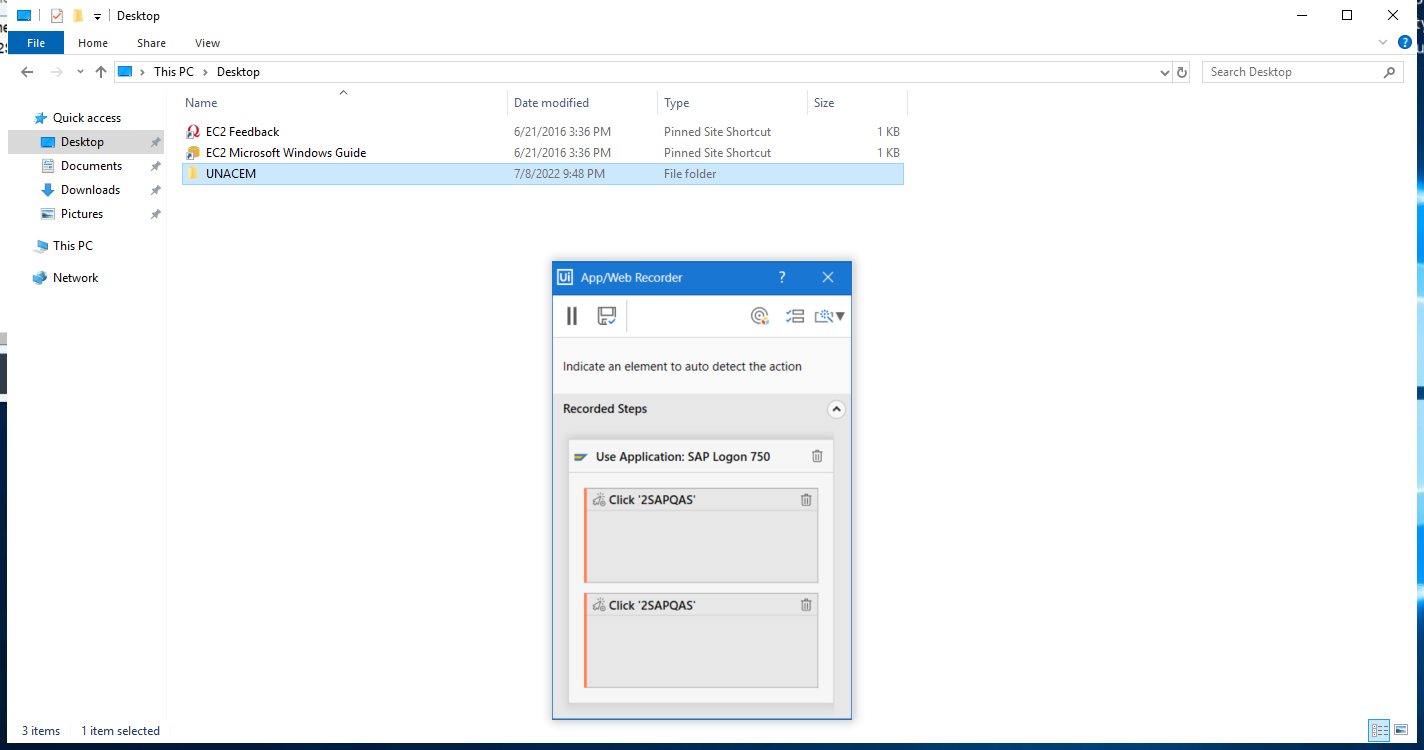 Desktop
File Home Share View
This PC Desktop
Search Desktop
Name Date modified Type Size
Quick access
Desktop
Documents
Downloads
Pictures
This PC
Network
EC2 Feedback 6/21/2016 3:36 PM Pinned Site Shortcut 1 KB
EC2 Microsoft Windows Guide 6/21/2016 3:36 PM Pinned Site Shortcut 1 KB
UNACEM 7/8/2022 9:48 PM File folder
Ui App/Web Recorder ?
Indicate an element to auto detect the action
Recorded Steps
Use Application: SAP Logon 750
Click '2SAPQAS'
Click '2SAPQAS'
3 items 1 item selected